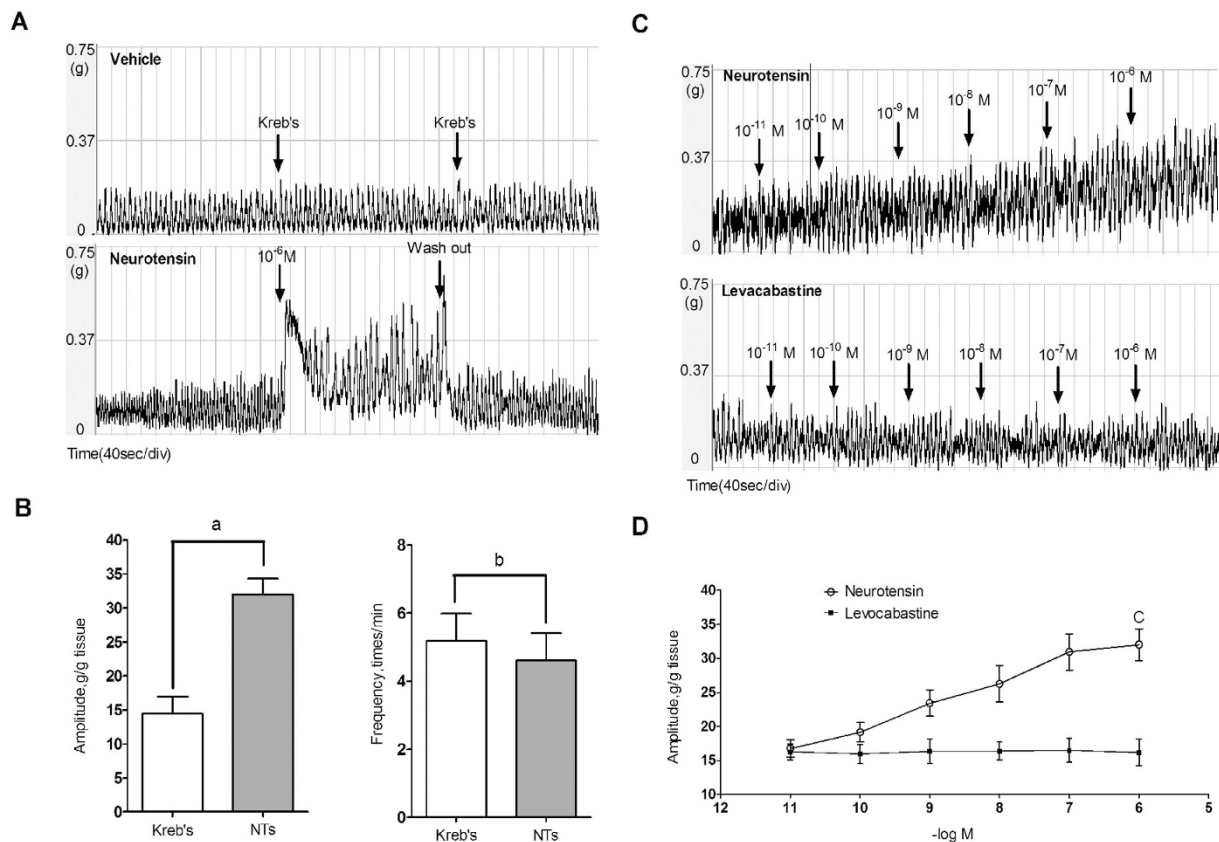 A
0.75
(g)
Vehicle
Kreb's
Kreb's
0.37
0
0.75
(g)
Neurotensin
10-6M
Wash out
0.37
0
Time(40sec/div)
B
a
40
35
30
25
20
15
10
5
0
Amplitude,g/g tissue
Kreb's
NTs
b
8
6
4
2
0
Frequency,times/min
Kreb's
NTs
C
0.75
(g)
Neurotensin
10-11 M
10-10 M
10-9 M
10-8 M
10-7 M
10-6 M
0.37
0
0.75
(g)
Levacabastine
10-11 M
10-10 M
10-9 M
10-8 M
10-7 M
10-6 M
0.37
0
Time(40sec/div)
D
Neurotensin
Levocabastine
C
40
35
30
25
20
15
10
Amplitude,g/g tissue
12
11
10
9
8
7
6
5
-log M